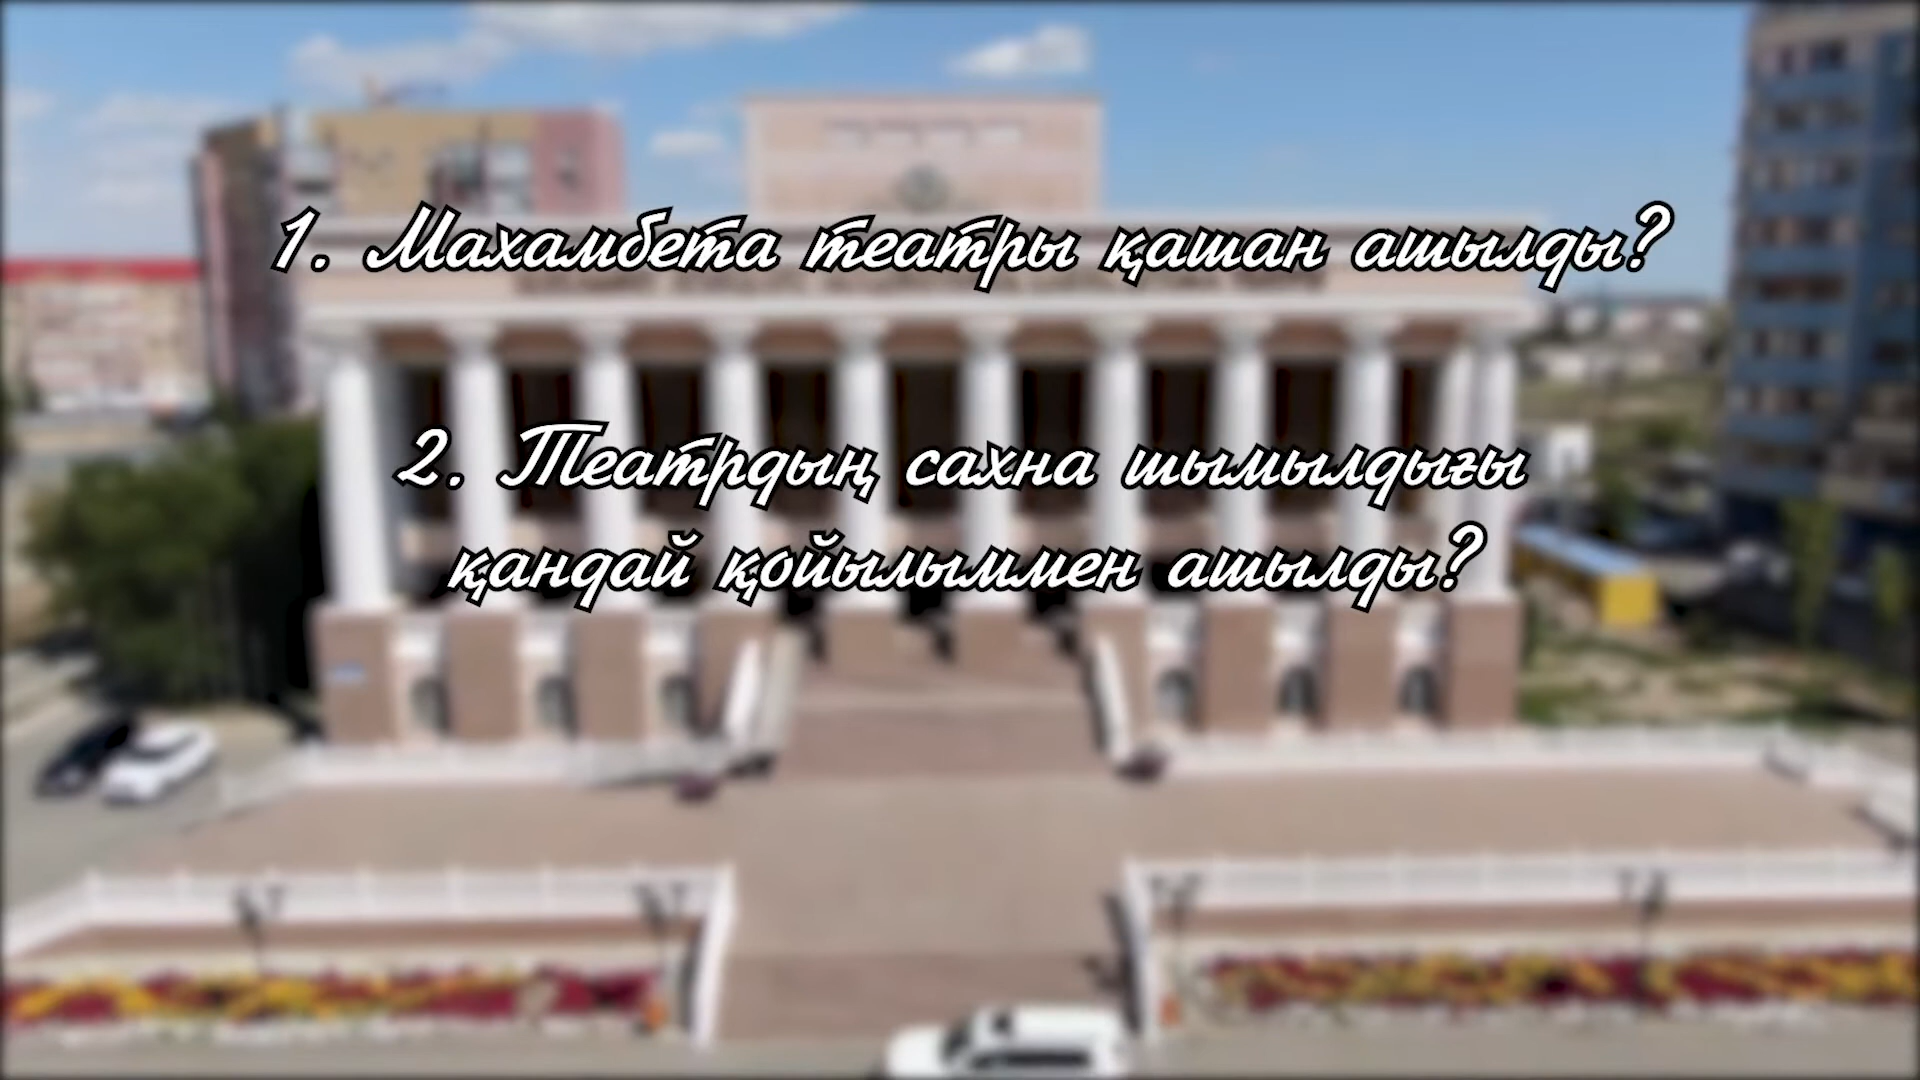 1. Махамбета театры қашан ашылды?
2. Театрдың сахна шымылдығы
қандай қойылыммен ашылды?